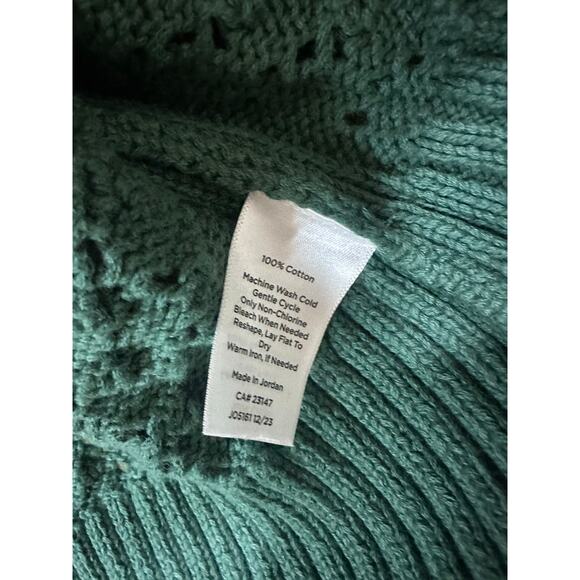 100% Cotton
Machine Wash Cold
Gentle Cycle
Only Non-Chlorine
Bleach When Needed
Reshape, Lay Flat To
Dry
Warm Iron, If Needed
Made In Jordan
CA# 23147
JO5161 12/23